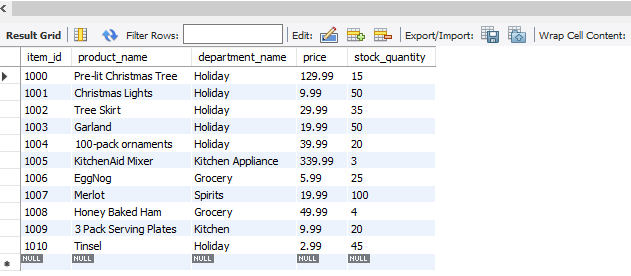 Result Grid Filter Rows: Edit: Export/Import: Wrap Cell Content:
item_id product_name department_name price stock_quantity
1000 Pre-lit Christmas Tree Holiday 129.99 15
1001 Christmas Lights Holiday 9.99 50
1002 Tree Skirt Holiday 29.99 35
1003 Garland Holiday 19.99 50
1004 100-pack ornaments Holiday 39.99 20
1005 KitchenAid Mixer Kitchen Appliance 339.99 3
1006 EggNog Grocery 5.99 25
1007 Merlot Spirits 19.99 100
1008 Honey Baked Ham Grocery 49.99 4
1009 3 Pack Serving Plates Kitchen 9.99 20
1010 Tinsel Holiday 2.99 45
NULL NULL NULL NULL NULL